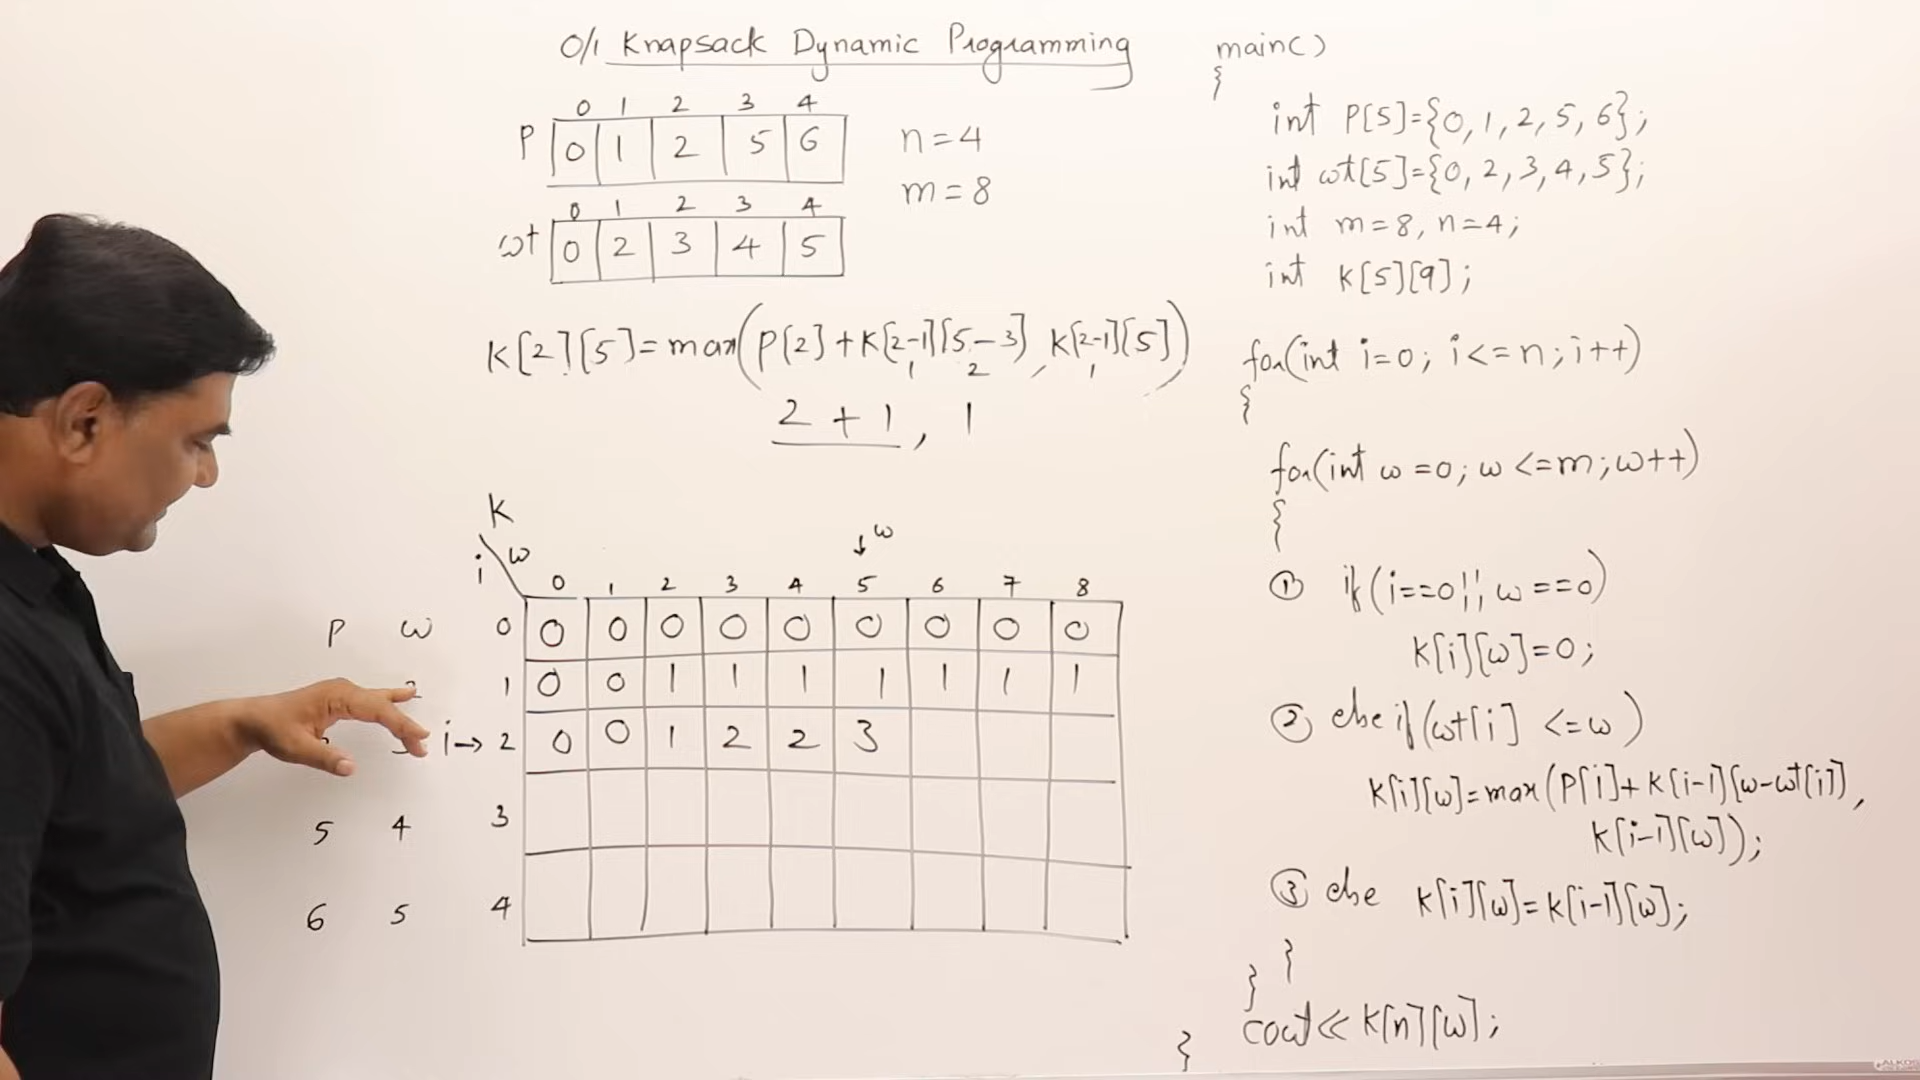 0/1 Knapsack Dynamic Programming
0 1 2 3 4
P 0 1 2 5 6
n=4
m=8
0 1 2 3 4
wt 0 2 3 4 5
K[2][5]=max(P[2]+K[2-1][5-3], K[2-1][5])
1 2 1
2+1, 1
K
i w
↓ w
0 1 2 3 4 5 6 7 8
P w 0 0 0 0 0 0 0 0 0 0
2 1 0 0 1 1 1 1 1 1 1
3 i→ 2 0 0 1 2 2 3
5 4 3
6 5 4
main()
{
int P[5]={0,1,2,5,6};
int wt[5]={0,2,3,4,5};
int m=8, n=4;
int K[5][9];
for(int i=0; i<=n; i++)
{
for(int w=0; w<=m; w++)
{
① if(i==0||w==0)
K[i][w]=0;
② else if(wt[i] <=w)
K[i][w]=max(P[i]+K[i-1][w-wt[i]],
K[i-1][w]);
③ else K[i][w]=K[i-1][w];
}
}
cout<<K[n][w];
}